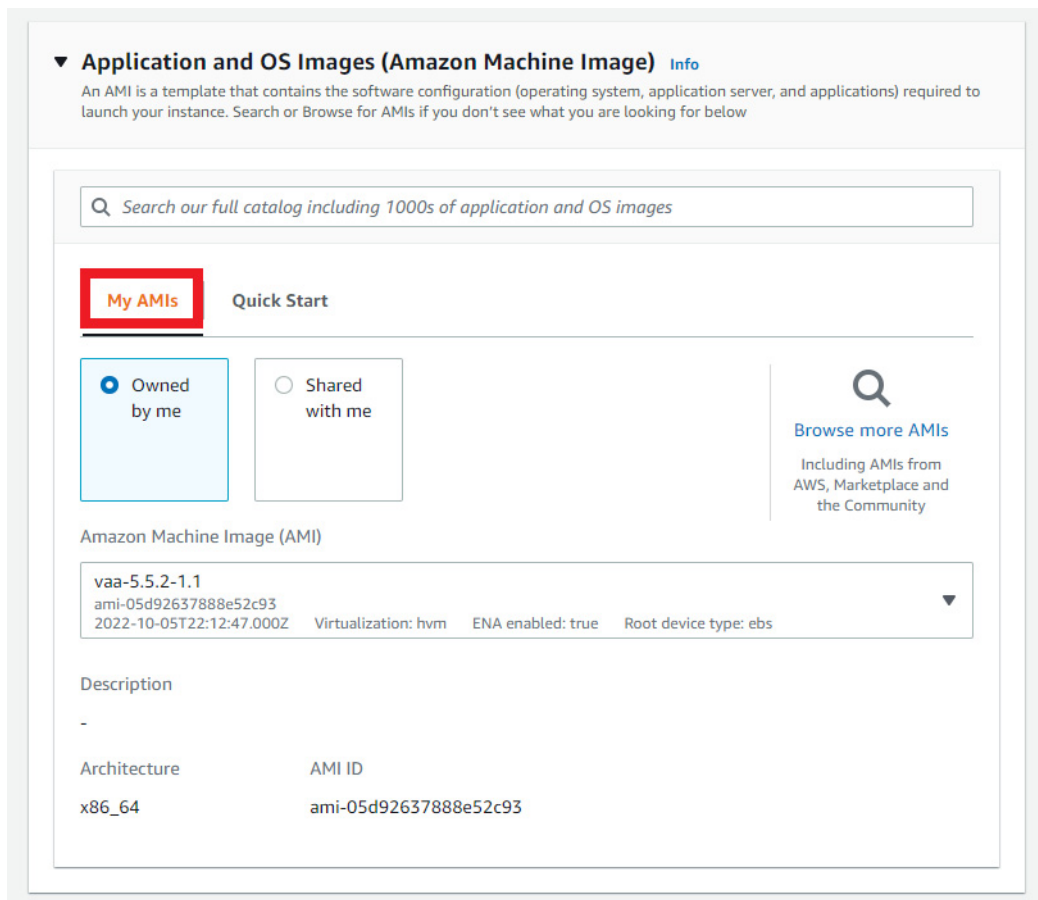 Application and OS Images (Amazon Machine Image) Info
An AMI is a template that contains the software configuration (operating system, application server, and applications) required to
launch your instance. Search or Browse for AMIs if you don't see what you are looking for below
Search our full catalog including 1000s of application and OS images
My AMIs Quick Start
Owned
by me
Shared
with me
Browse more AMIs
Including AMIs from
AWS, Marketplace and
the Community
Amazon Machine Image (AMI)
vaa-5.5.2-1.1
ami-05d92637888e52c93
2022-10-05T22:12:47.000Z Virtualization: hvm ENA enabled: true Root device type: ebs
Description
-
Architecture AMI ID
x86_64 ami-05d92637888e52c93